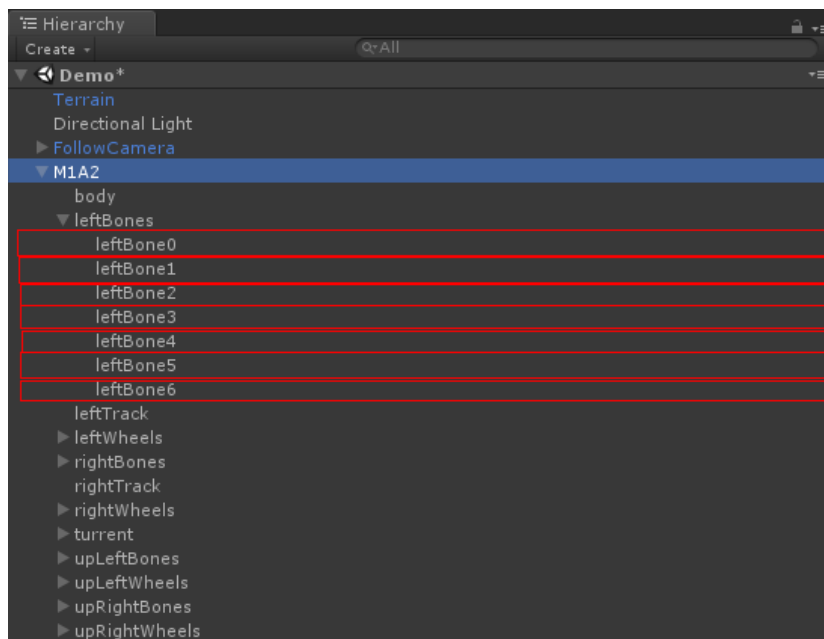 Hierarchy
Create All
Demo*
Terrain
Directional Light
FollowCamera
M1A2
body
leftBones
leftBone0
leftBone1
leftBone2
leftBone3
leftBone4
leftBone5
leftBone6
leftTrack
leftWheels
rightBones
rightTrack
rightWheels
turrent
upLeftBones
upLeftWheels
upRightBones
upRightWheels